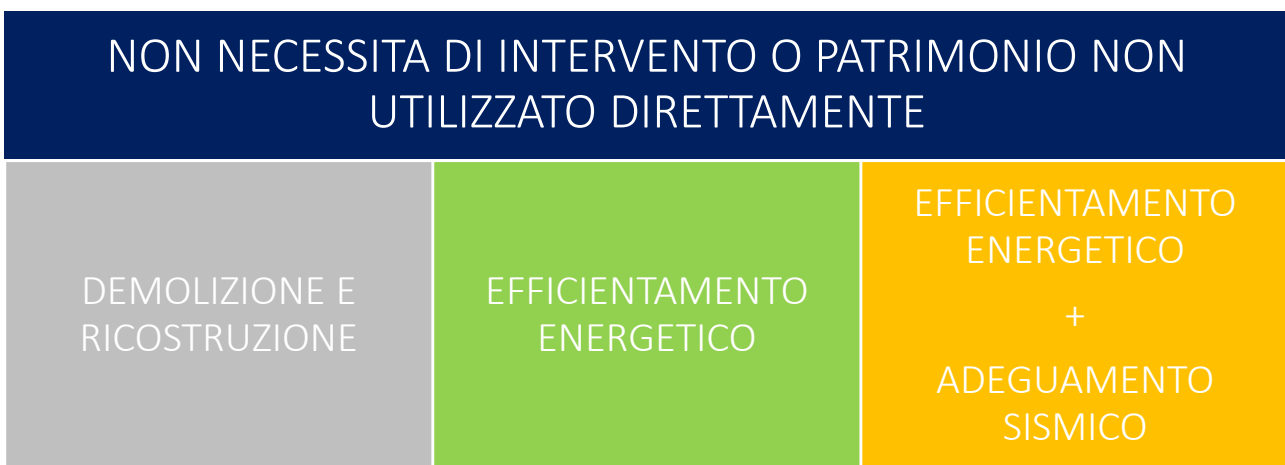 NON NECESSITA DI INTERVENTO O PATRIMONIO NON
UTILIZZATO DIRETTAMENTE
DEMOLIZIONE E
RICOSTRUZIONE
EFFICIENTAMENTO
ENERGETICO
EFFICIENTAMENTO
ENERGETICO
+
ADEGUAMENTO
SISMICO